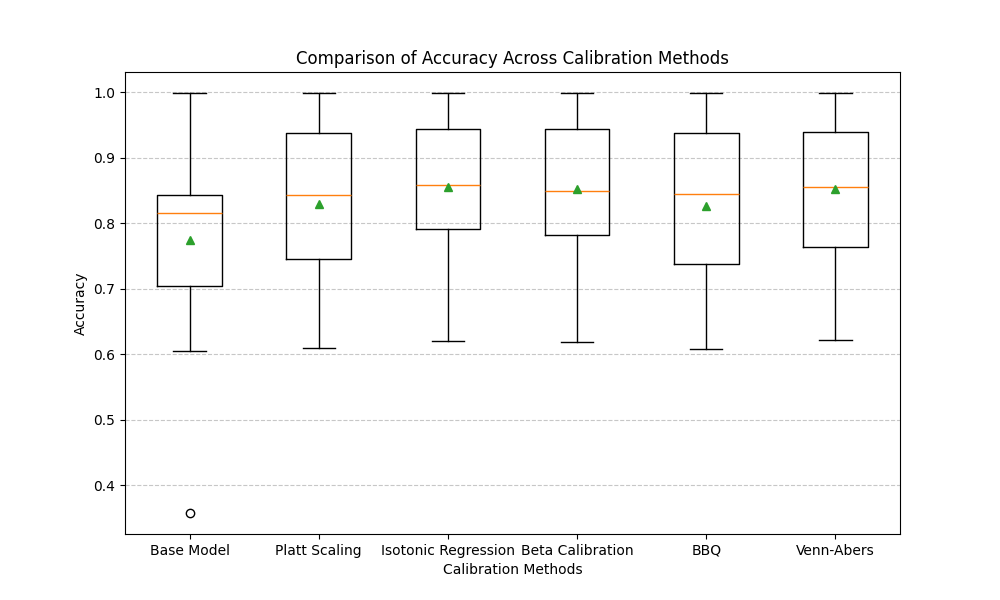 Comparison of Accuracy Across Calibration Methods
1.0
0.9
0.8
0.7
0.6
0.5
0.4
Accuracy
Base Model Platt Scaling Isotonic Regression Beta Calibration BBQ Venn-Abers
Calibration Methods